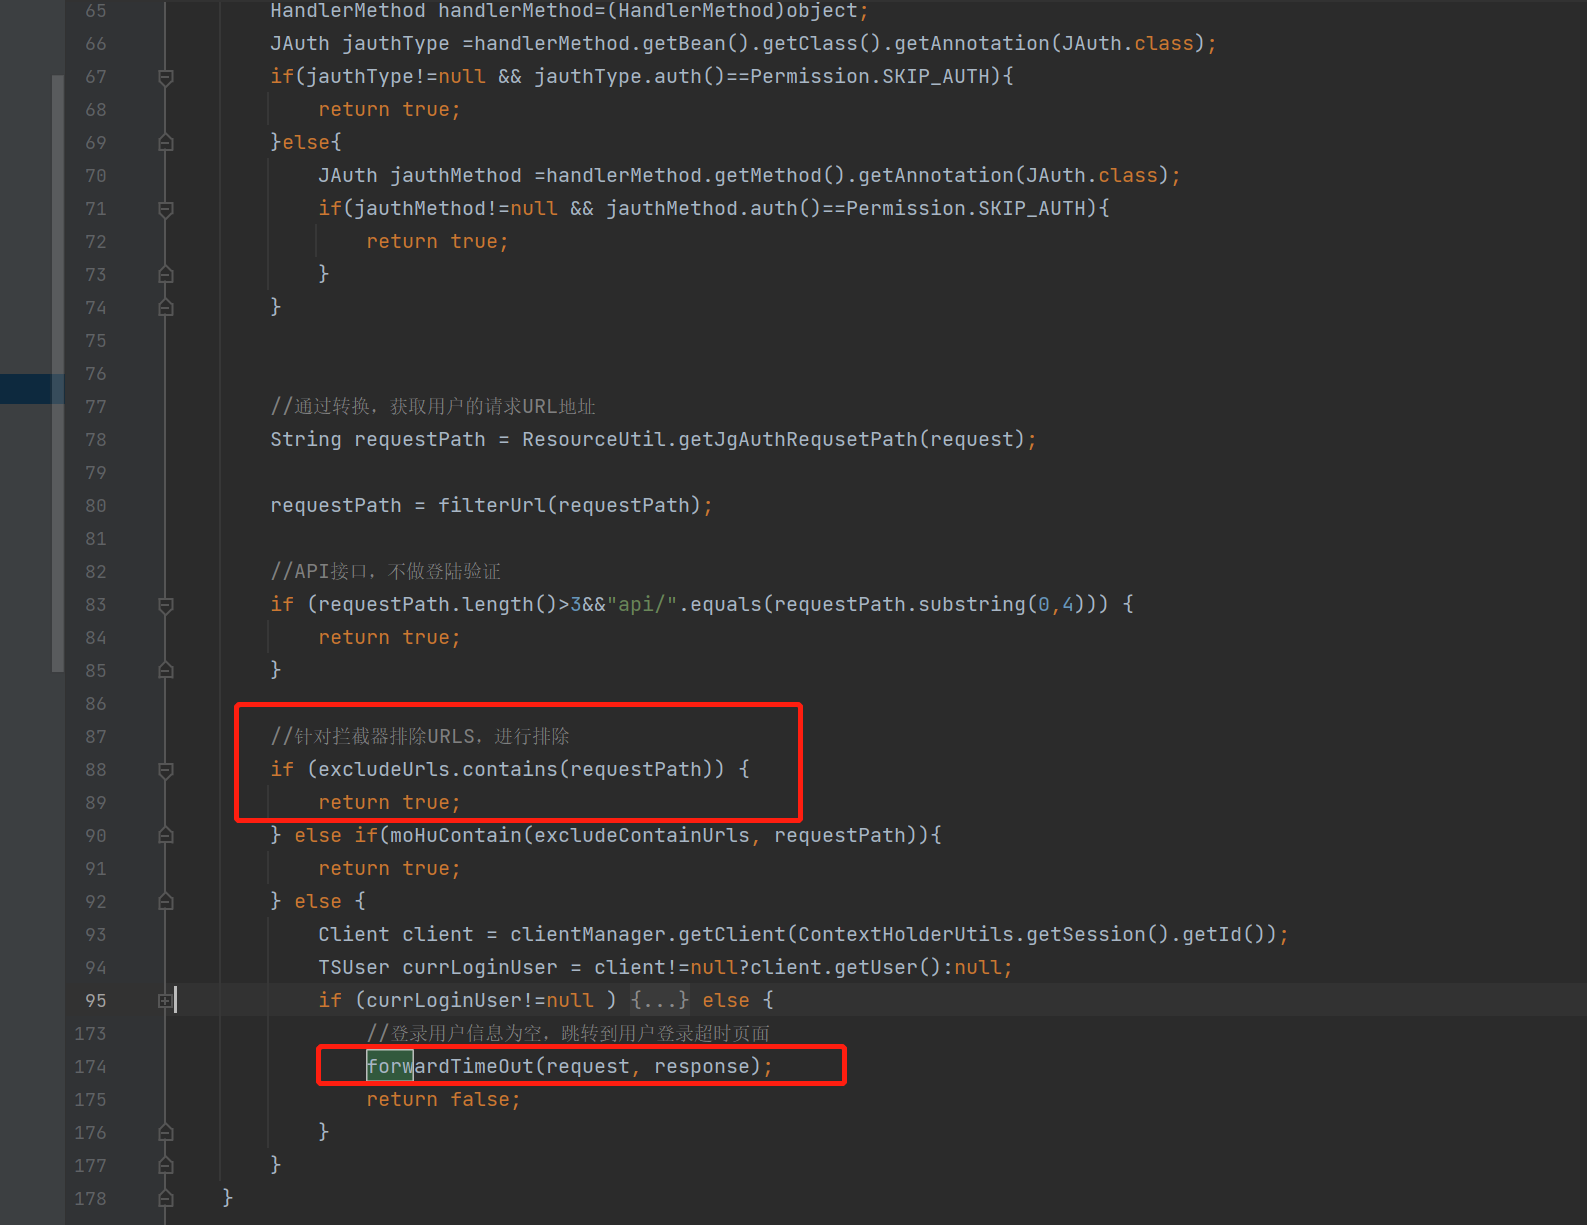 65 HandlerMethod handlerMethod=(HandlerMethod)object;
66 JAuth jauthType =handlerMethod.getBean().getClass().getAnnotation(JAuth.class);
67 if(jauthType!=null && jauthType.auth()==Permission.SKIP_AUTH){
68 return true;
69 }else{
70 JAuth jauthMethod =handlerMethod.getMethod().getAnnotation(JAuth.class);
71 if(jauthMethod!=null && jauthMethod.auth()==Permission.SKIP_AUTH){
72 return true;
73 }
74 }
75
76
77 //通过转换，获取用户的请求URL地址
78 String requestPath = ResourceUtil.getJgAuthRequsetPath(request);
79
80 requestPath = filterUrl(requestPath);
81
82 //API接口，不做登陆验证
83 if (requestPath.length()>3&&"api/".equals(requestPath.substring(0,4))) {
84 return true;
85 }
86
87 //针对拦截器排除URLS，进行排除
88 if (excludeUrls.contains(requestPath)) {
89 return true;
90 } else if(moHuContain(excludeContainUrls, requestPath)){
91 return true;
92 } else {
93 Client client = clientManager.getClient(ContextHolderUtils.getSession().getId());
94 TSUser currLoginUser = client!=null?client.getUser():null;
95 if (currLoginUser!=null ) {...} else {
173 //登录用户信息为空，跳转到用户登录超时页面
174 forwardTimeOut(request, response);
175 return false;
176 }
177 }
178 }